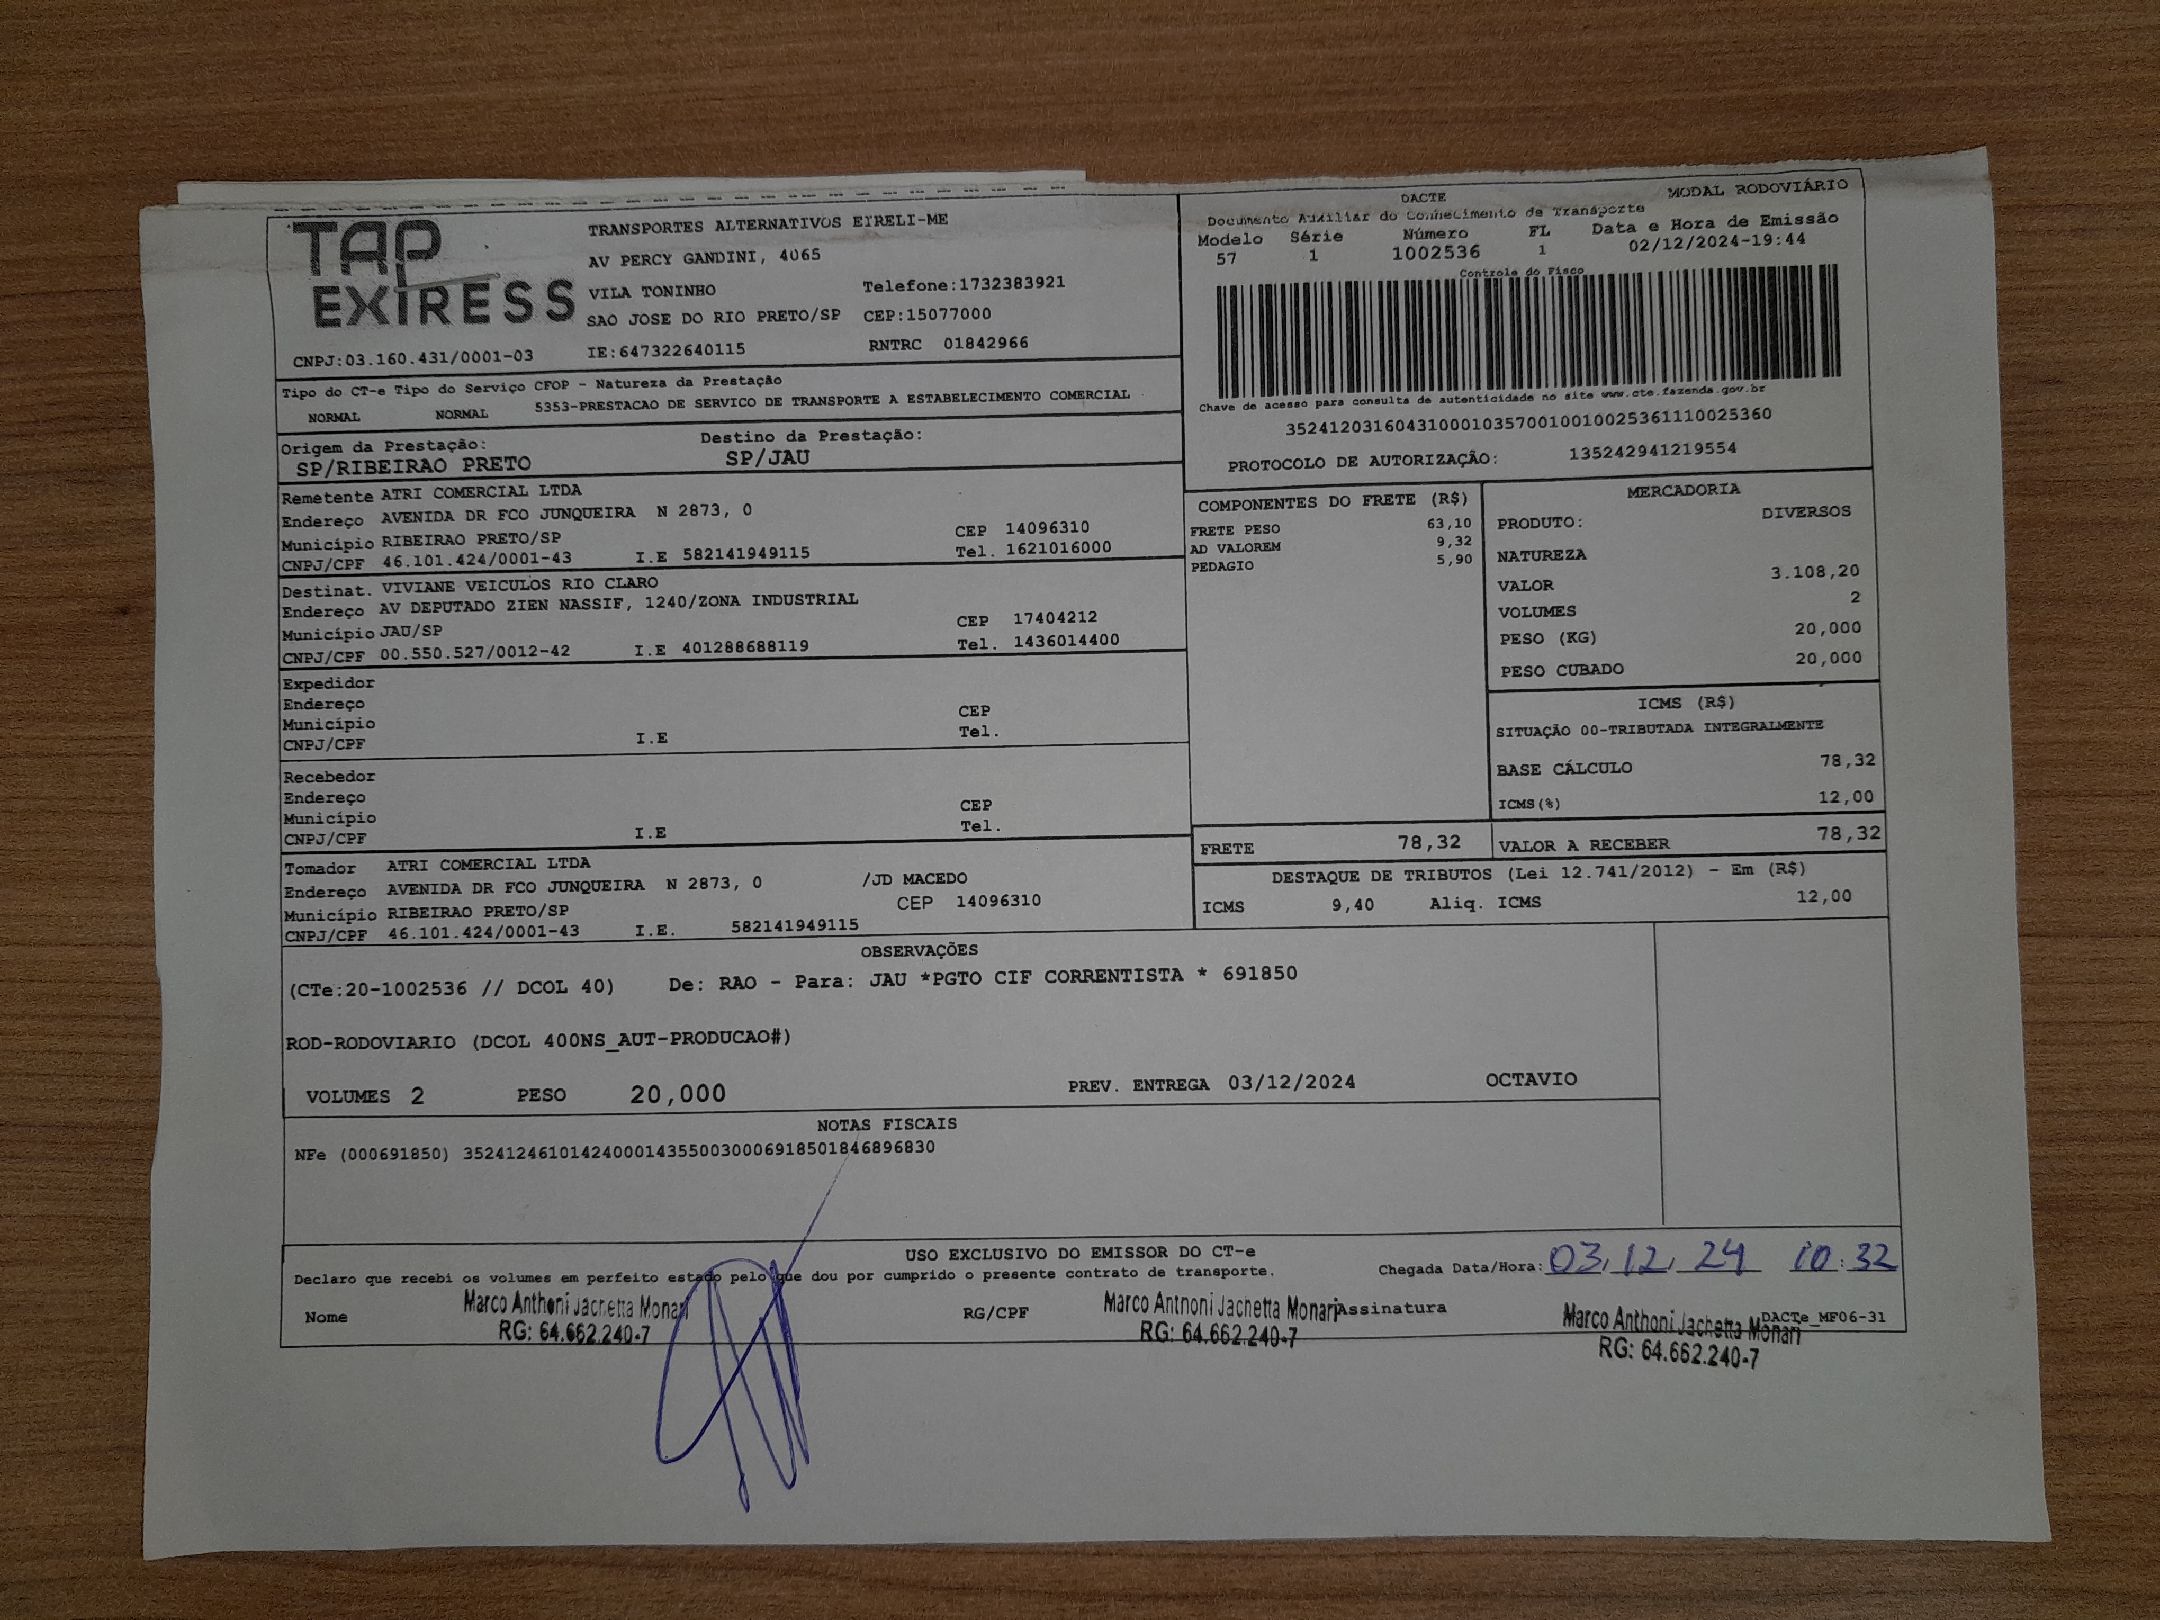 TAP
EXPRESS
TRANSPORTES ALTERNATIVOS EIRELI-ME
AV PERCY GANDINI, 4065
VILA TONINHO Telefone:1732383921
SAO JOSE DO RIO PRETO/SP CEP:15077000
CNPJ:03.160.431/0001-03 IE:647322640115 RNTRC 01842966
DACTE MODAL RODOVIÁRIO
Documento Auxiliar do Conhecimento de Transporte
Modelo Série Número FL Data e Hora de Emissão
57 1 1002536 1 02/12/2024-19:44
Controle do Fisco
Chave de acesso para consulta de autenticidade no site www.cte.fazenda.gov.br
35241203160431000103570010010025361110025360
PROTOCOLO DE AUTORIZAÇÃO: 135242941219554
Tipo do CT-e Tipo do Serviço CFOP - Natureza da Prestação
NORMAL NORMAL 5353-PRESTACAO DE SERVICO DE TRANSPORTE A ESTABELECIMENTO COMERCIAL
Origem da Prestação: Destino da Prestação:
SP/RIBEIRAO PRETO SP/JAU
Remetente ATRI COMERCIAL LTDA
Endereço AVENIDA DR FCO JUNQUEIRA N 2873, 0
Município RIBEIRAO PRETO/SP CEP 14096310
CNPJ/CPF 46.101.424/0001-43 I.E 582141949115 Tel. 1621016000
Destinat. VIVIANE VEICULOS RIO CLARO
Endereço AV DEPUTADO ZIEN NASSIF, 1240/ZONA INDUSTRIAL
Município JAU/SP CEP 17404212
CNPJ/CPF 00.550.527/0012-42 I.E 401288688119 Tel. 1436014400
Expedidor
Endereço
Município CEP
CNPJ/CPF I.E Tel.
Recebedor
Endereço
Município CEP
CNPJ/CPF I.E Tel.
Tomador ATRI COMERCIAL LTDA
Endereço AVENIDA DR FCO JUNQUEIRA N 2873, 0 /JD MACEDO
Município RIBEIRAO PRETO/SP CEP 14096310
CNPJ/CPF 46.101.424/0001-43 I.E. 582141949115
COMPONENTES DO FRETE (R$)
FRETE PESO 63,10
AD VALOREM 9,32
PEDAGIO 5,90
MERCADORIA
PRODUTO: DIVERSOS
NATUREZA
VALOR 3.108,20
VOLUMES 2
PESO (KG) 20,000
PESO CUBADO 20,000
ICMS (R$)
SITUAÇÃO 00-TRIBUTADA INTEGRALMENTE
BASE CÁLCULO 78,32
ICMS(%) 12,00
FRETE 78,32 VALOR A RECEBER 78,32
DESTAQUE DE TRIBUTOS (Lei 12.741/2012) - Em (R$)
ICMS 9,40 Aliq. ICMS 12,00
OBSERVAÇÕES
(CTe:20-1002536 // DCOL 40) De: RAO - Para: JAU *PGTO CIF CORRENTISTA * 691850
ROD-RODOVIARIO (DCOL 400NS_AUT-PRODUCAO#)
VOLUMES 2 PESO 20,000 PREV. ENTREGA 03/12/2024 OCTAVIO
NOTAS FISCAIS
NFe (000691850) 35241246101424000143550030006918501846896830
USO EXCLUSIVO DO EMISSOR DO CT-e
Declaro que recebi os volumes em perfeito estado pelo que dou por cumprido o presente contrato de transporte. Chegada Data/Hora: 03.12.24 10:32
Nome Marco Anthoni Jachetta Monari RG/CPF Marco Anthoni Jachetta Monari Assinatura Marco Anthoni Jachetta Monari DACTe_MF06-31
RG: 64.662.240-7 RG: 64.662.240-7 RG: 64.662.240-7